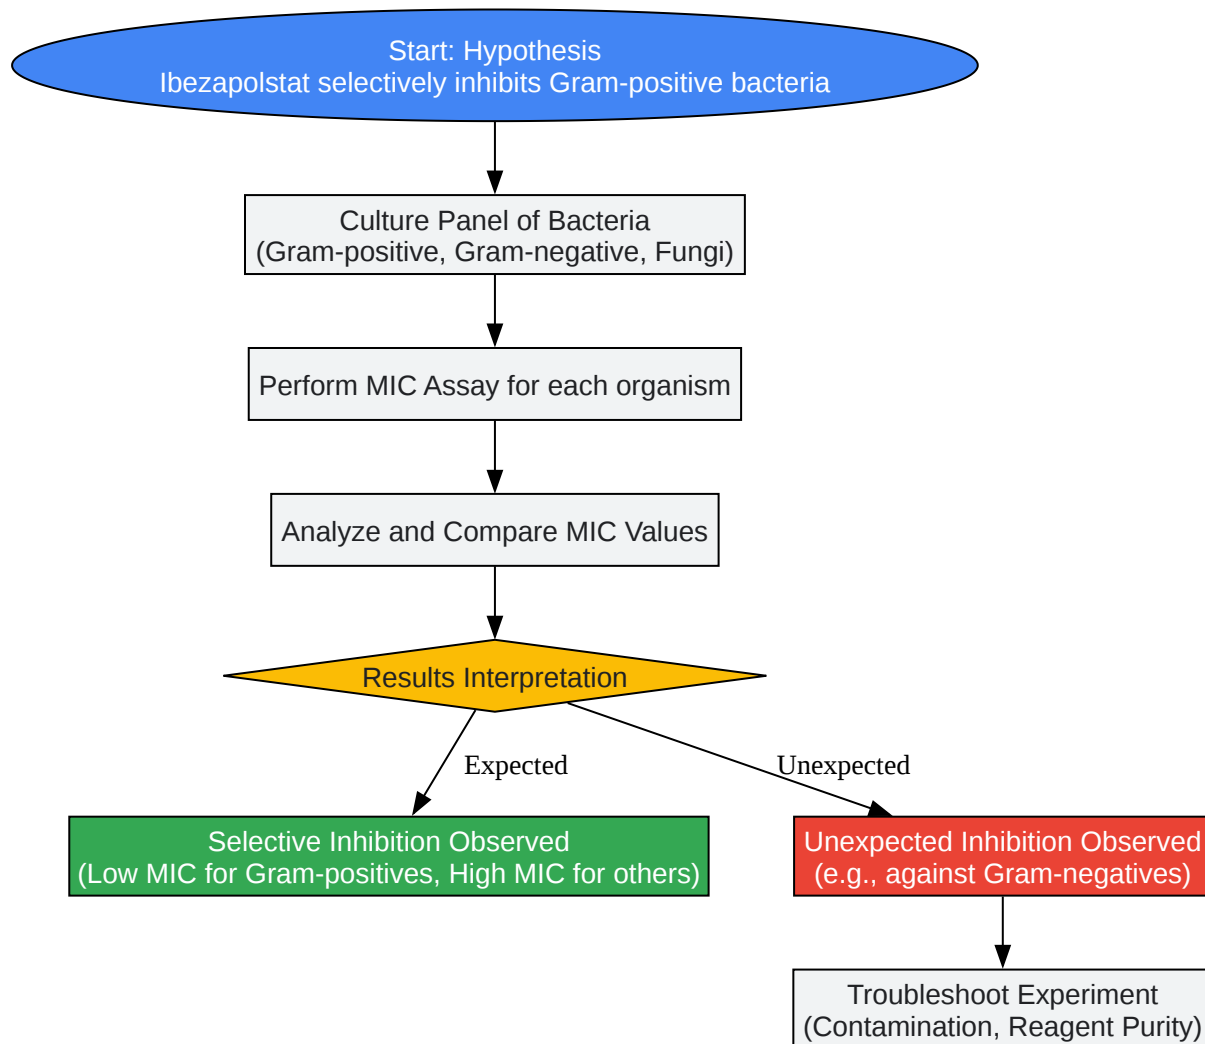 Start: Hypothesis
Ibezapolstat selectively inhibits Gram-positive bacteria
Culture Panel of Bacteria
(Gram-positive, Gram-negative, Fungi)
Perform MIC Assay for each organism
Analyze and Compare MIC Values
Results Interpretation
Expected
Unexpected
Selective Inhibition Observed
(Low MIC for Gram-positives, High MIC for others)
Unexpected Inhibition Observed
(e.g., against Gram-negatives)
Troubleshoot Experiment
(Contamination, Reagent Purity)